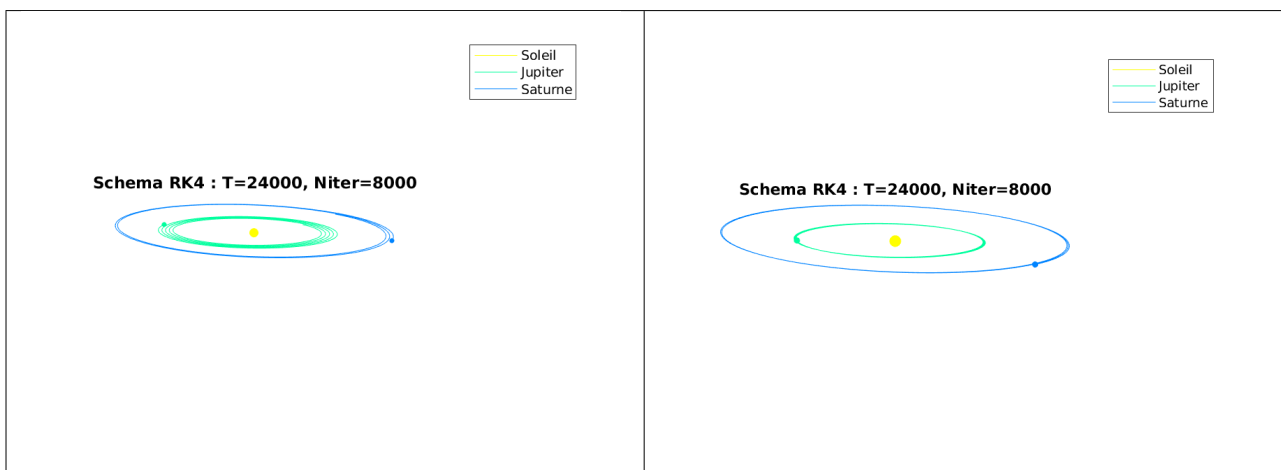 Soleil
Jupiter
Saturne
Schema RK4 : T=24000, Niter=8000
Soleil
Jupiter
Saturne
Schema RK4 : T=24000, Niter=8000